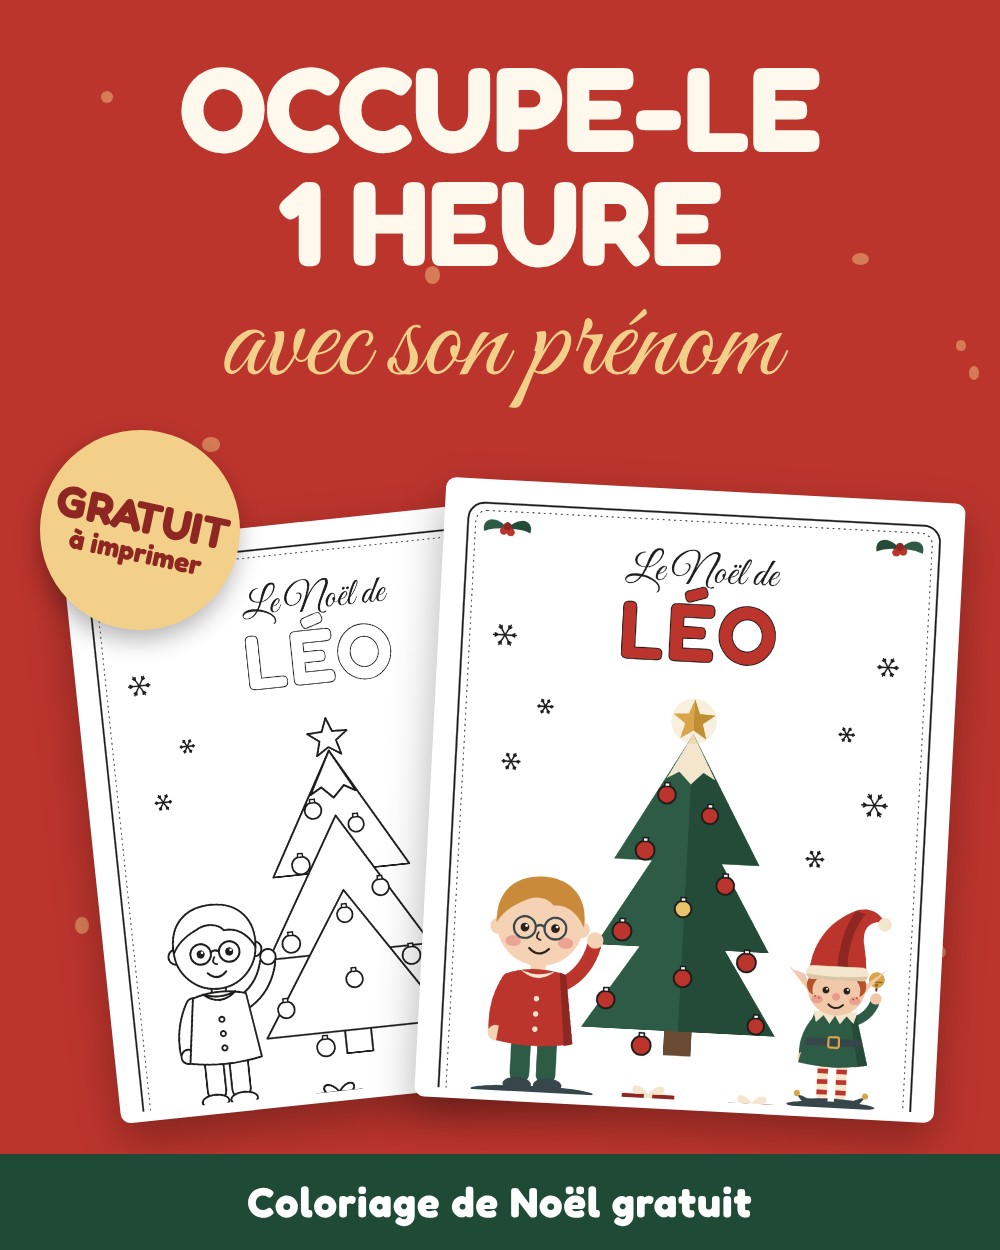 OCCUPE-LE
1 HEURE
avec son prénom
GRATUIT
à imprimer
Le Noël de
LÉO
Le Noël de
LÉO
Coloriage de Noël gratuit